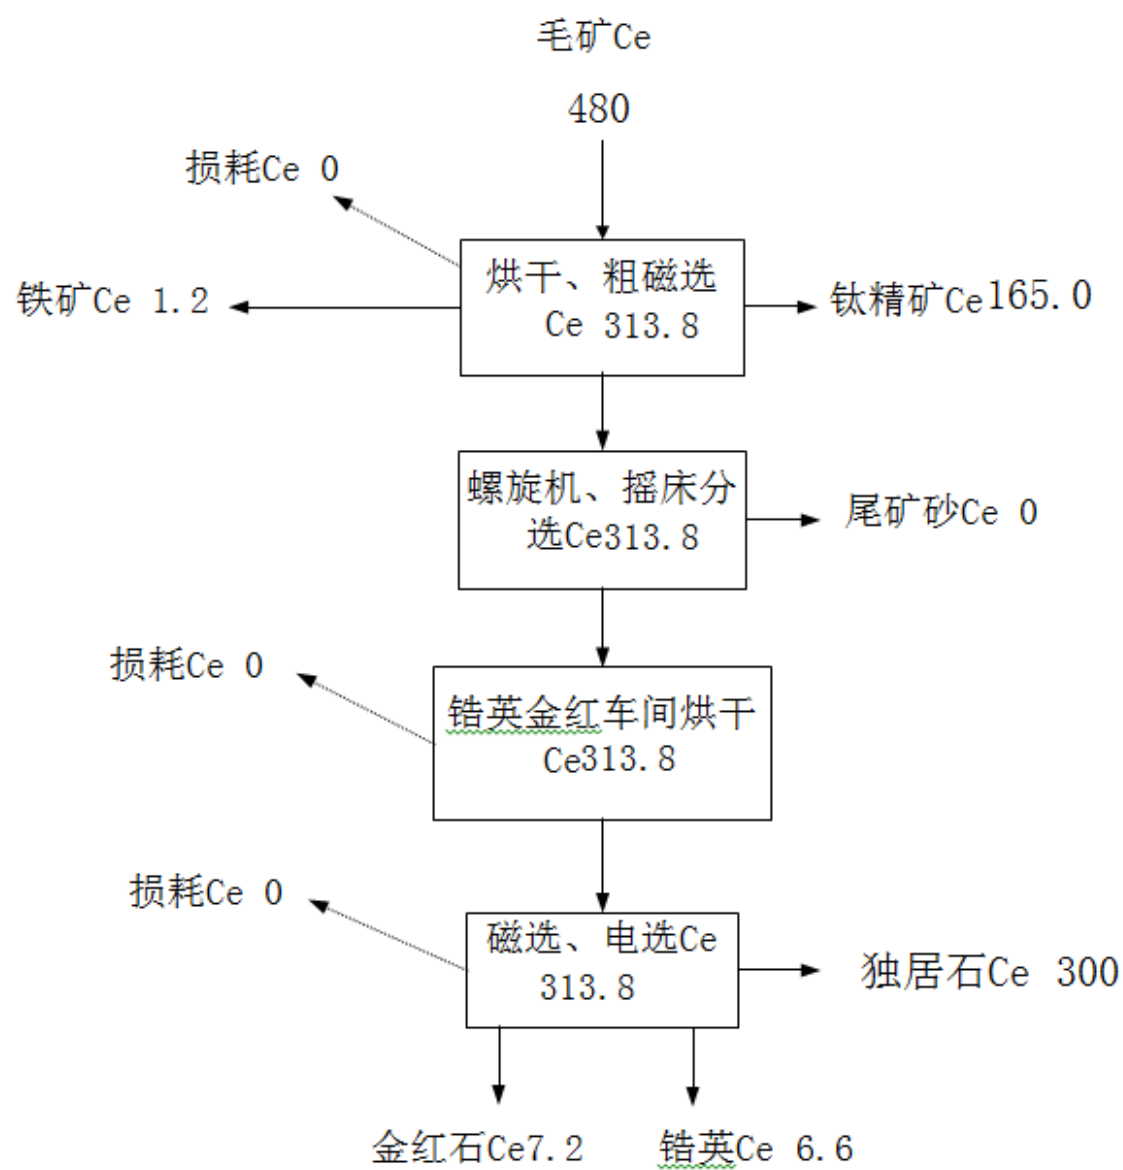 毛矿Ce
480
损耗Ce 0
烘干、粗磁选
Ce 313.8
铁矿Ce 1.2
钛精矿Ce165.0
螺旋机、摇床分
选Ce313.8
尾矿砂Ce 0
损耗Ce 0
锆英金红车间烘干
Ce313.8
损耗Ce 0
磁选、电选Ce
313.8
独居石Ce 300
金红石Ce7.2
锆英Ce 6.6